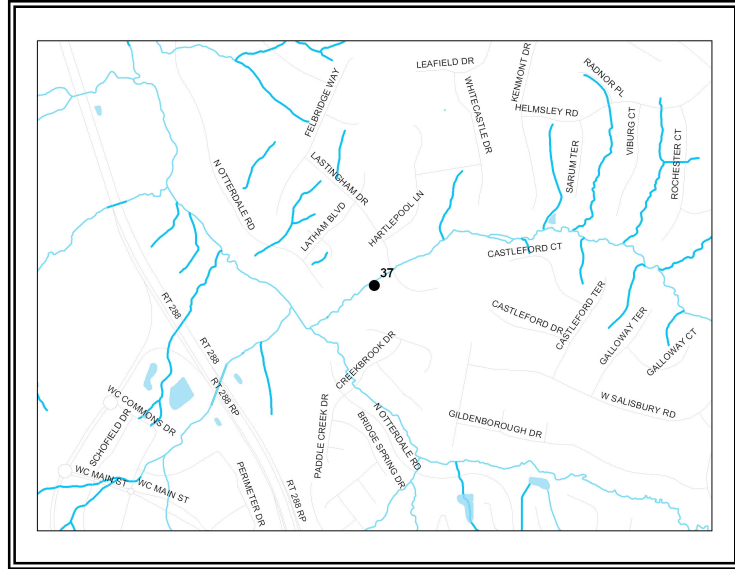 LEAFIELD DR
KENMONT DR
RADNOR PL
FELBRIDGE WAY
WHITECASTLE DR
HELMSLEY RD
VIBURG CT
ROCHESTER CT
SARUM TER
N OTTERDALE RD
LASTINGHAM DR
LATHAM BLVD
HARTLEPOOL LN
CASTLEFORD CT
37
RT 288
CASTLEFORD DR
CASTLEFORD TER
GALLOWAY TER
GALLOWAY CT
RT 288
RT 288 RP
CREEKBROOK DR
W SALISBURY RD
WC COMMONS DR
SCHOFIELD DR
PADDLE CREEK DR
N OTTERDALE RD
BRIDGE SPRING DR
GILDENBOROUGH DR
WC MAIN ST
WC MAIN ST
PERIMETER DR
RT 288 RP